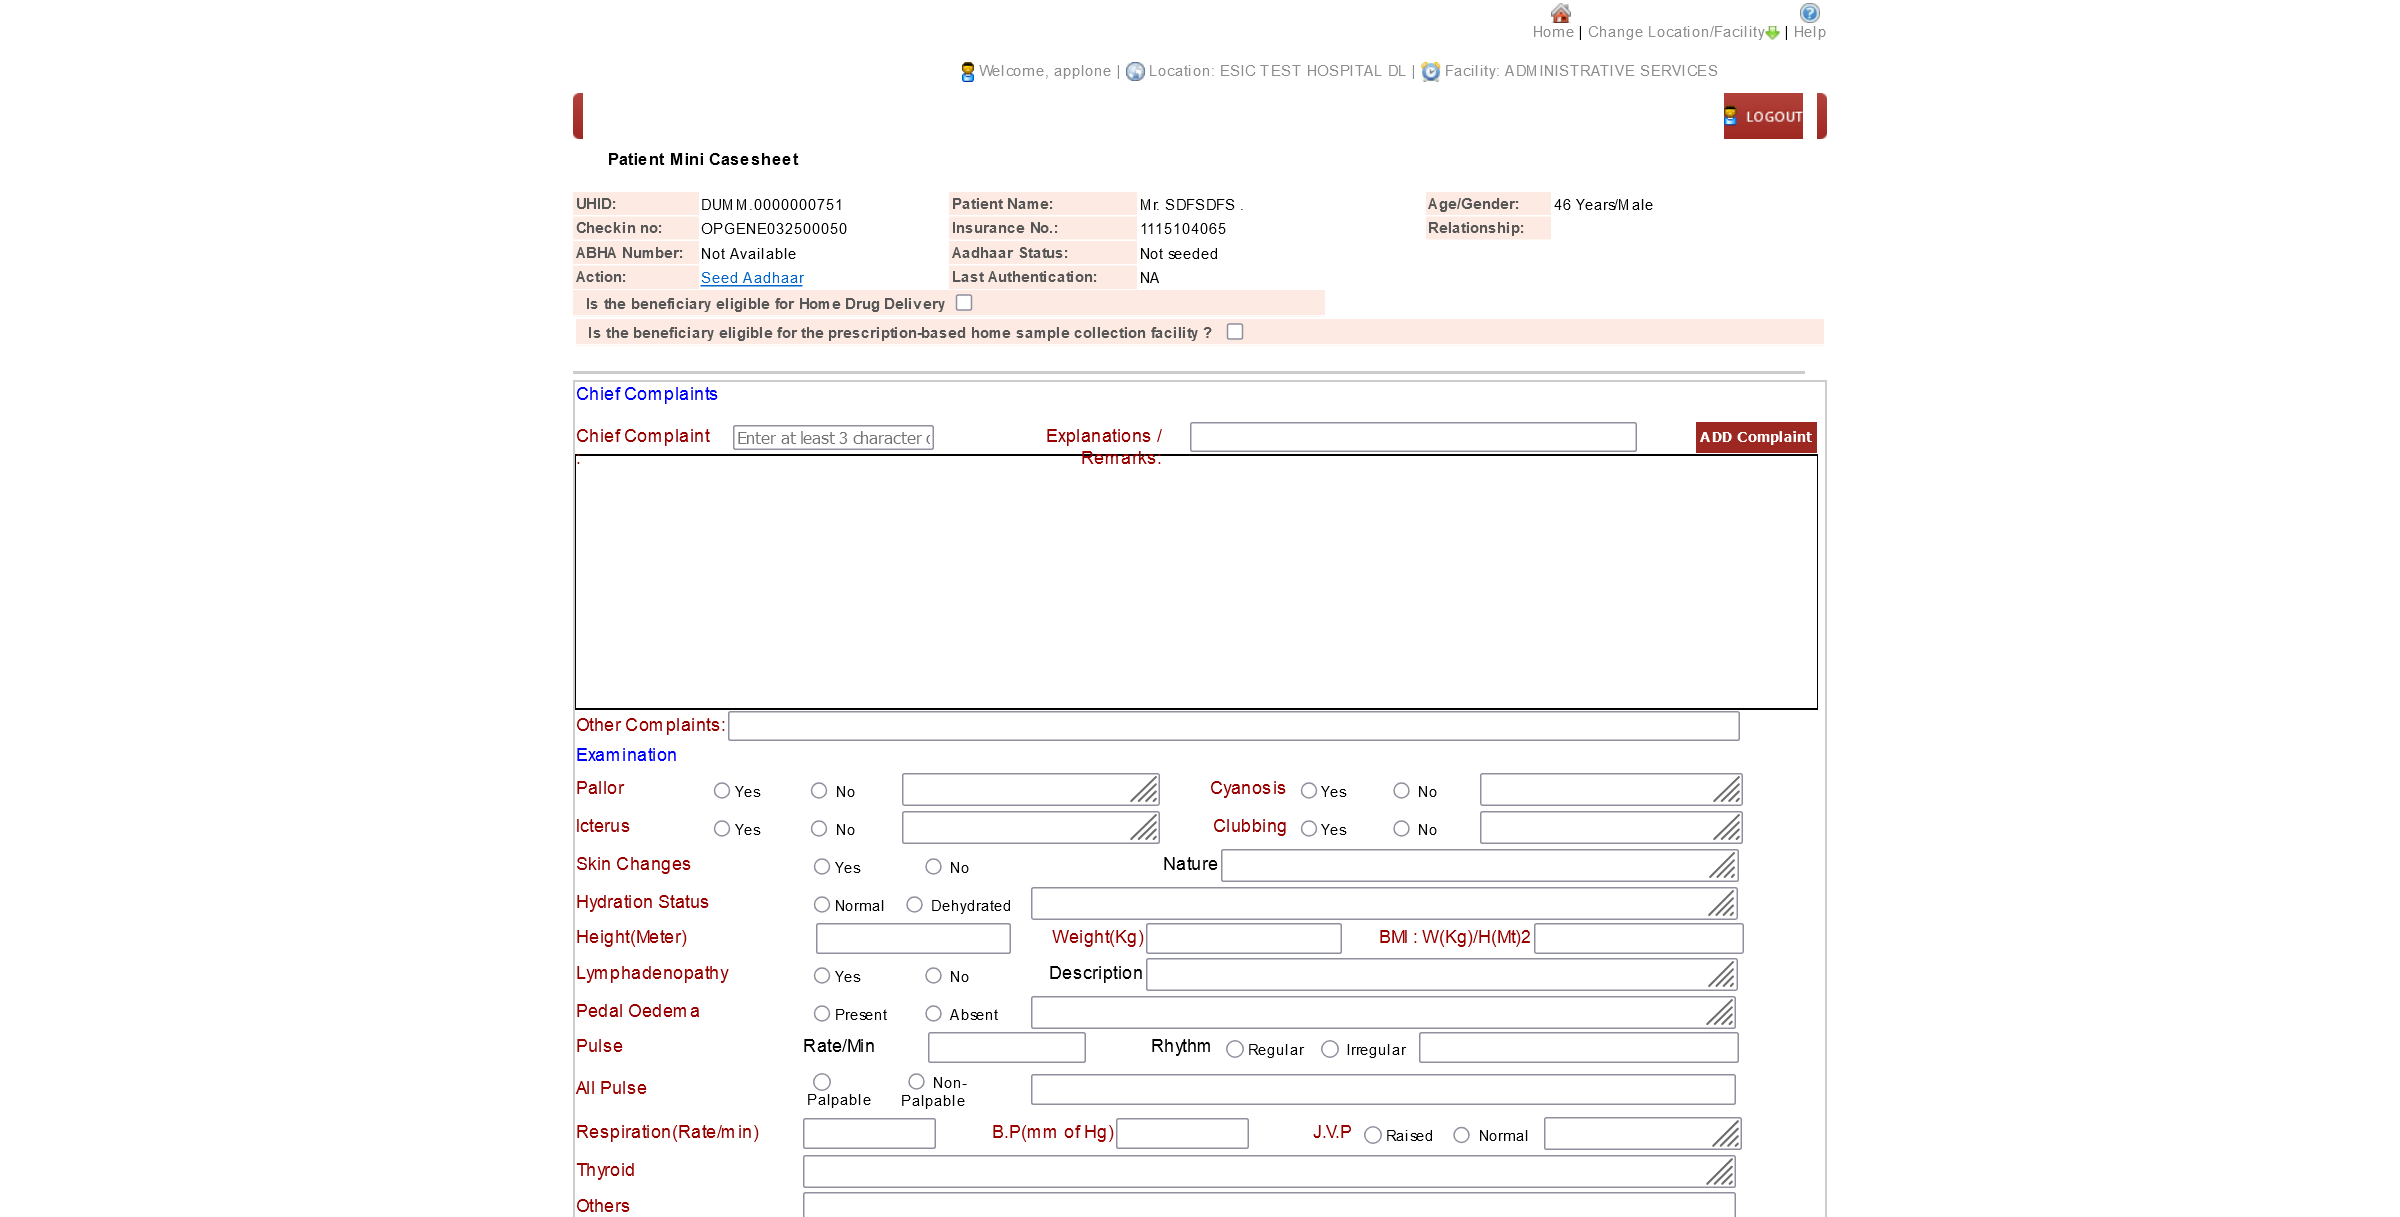 Home | Change Location/Facility | Help
Welcome, applone | Location: ESIC TEST HOSPITAL DL | Facility: ADMINISTRATIVE SERVICES
LOGOUT
Patient Mini Casesheet
UHID: DUMM.0000000751 Patient Name: Mr. SDFSDFS . Age/Gender: 46 Years/Male
Checkin no: OPGENE032500050 Insurance No.: 1115104065 Relationship:
ABHA Number: Not Available Aadhaar Status: Not seeded
Action: Seed Aadhaar Last Authentication: NA
Is the beneficiary eligible for Home Drug Delivery
Is the beneficiary eligible for the prescription-based home sample collection facility ?
Chief Complaints
Chief Complaint Enter at least 3 character Explanations / ADD Complaint
. Remarks:
Other Complaints:
Examination
Pallor Yes No Cyanosis Yes No
Icterus Yes No Clubbing Yes No
Skin Changes Yes No Nature
Hydration Status Normal Dehydrated
Height(Meter) Weight(Kg) BMI : W(Kg)/H(Mt)2
Lymphadenopathy Yes No Description
Pedal Oedema Present Absent
Pulse Rate/Min Rhythm Regular Irregular
All Pulse Palpable Non-
Palpable
Respiration(Rate/min) B.P(mm of Hg) J.V.P Raised Normal
Thyroid
Others